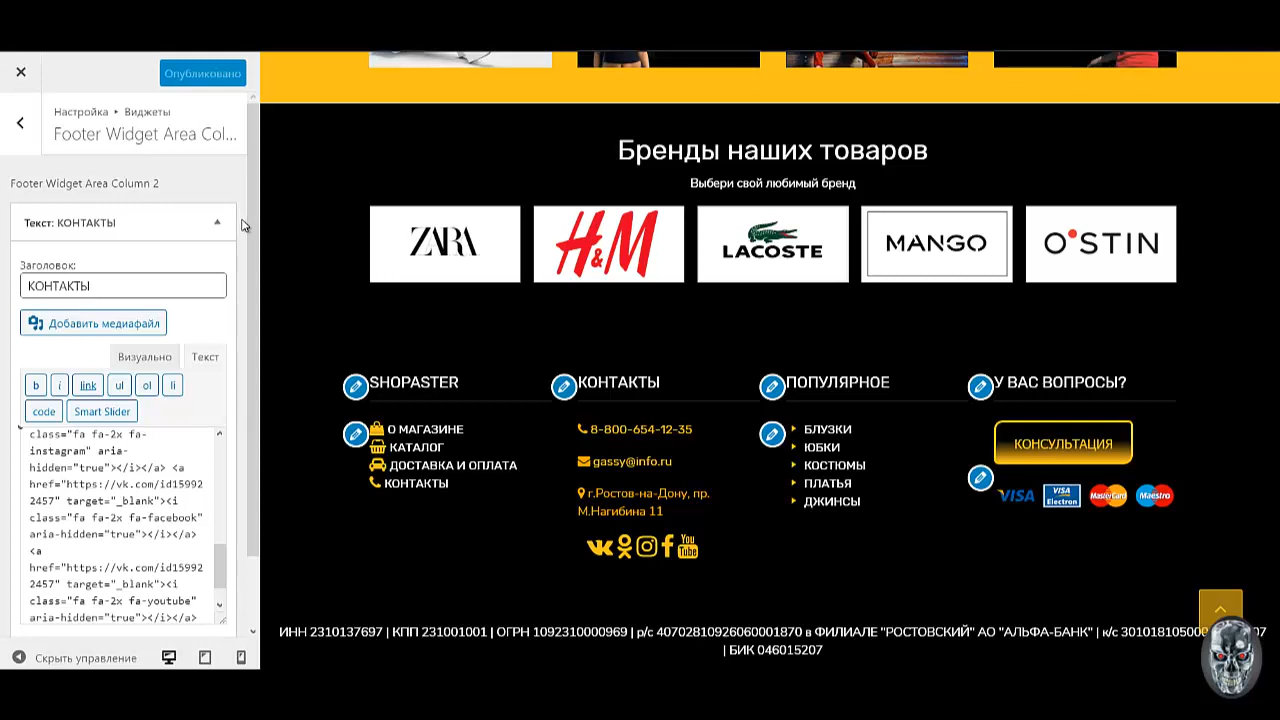 Опубликовано
Настройка ▸ Виджеты
Footer Widget Area Col...
Footer Widget Area Column 2
Текст: КОНТАКТЫ
Заголовок:
КОНТАКТЫ
Добавить медиафайл
Визуально Текст
b i link ul ol li
code Smart Slider
class="fa fa-2x fa-
instagram" aria-
hidden="true"></i></a> <a
href="https://vk.com/id15992
2457" target="_blank"><i
class="fa fa-2x fa-facebook"
aria-hidden="true"></i></a>
<a
href="https://vk.com/id15992
2457" target="_blank"><i
class="fa fa-2x fa-youtube"
aria-hidden="true"></i></a>
Скрыть управление
Бренды наших товаров
Выбери свой любимый бренд
ZARA
H&M
LACOSTE
MANGO
O'STIN
SHOPASTER
О МАГАЗИНЕ
КАТАЛОГ
ДОСТАВКА И ОПЛАТА
КОНТАКТЫ
КОНТАКТЫ
8-800-654-12-35
gassy@info.ru
г.Ростов-на-Дону, пр.
М.Нагибина 11
You
Tube
ПОПУЛЯРНОЕ
БЛУЗКИ
ЮБКИ
КОСТЮМЫ
ПЛАТЬЯ
ДЖИНСЫ
У ВАС ВОПРОСЫ?
КОНСУЛЬТАЦИЯ
VISA VISA Electron MasterCard Maestro
ИНН 2310137697 | КПП 231001001 | ОГРН 1092310000969 | р/с 40702810926060001870 в ФИЛИАЛЕ "РОСТОВСКИЙ" АО "АЛЬФА-БАНК" | к/с 301018105000
| БИК 046015207